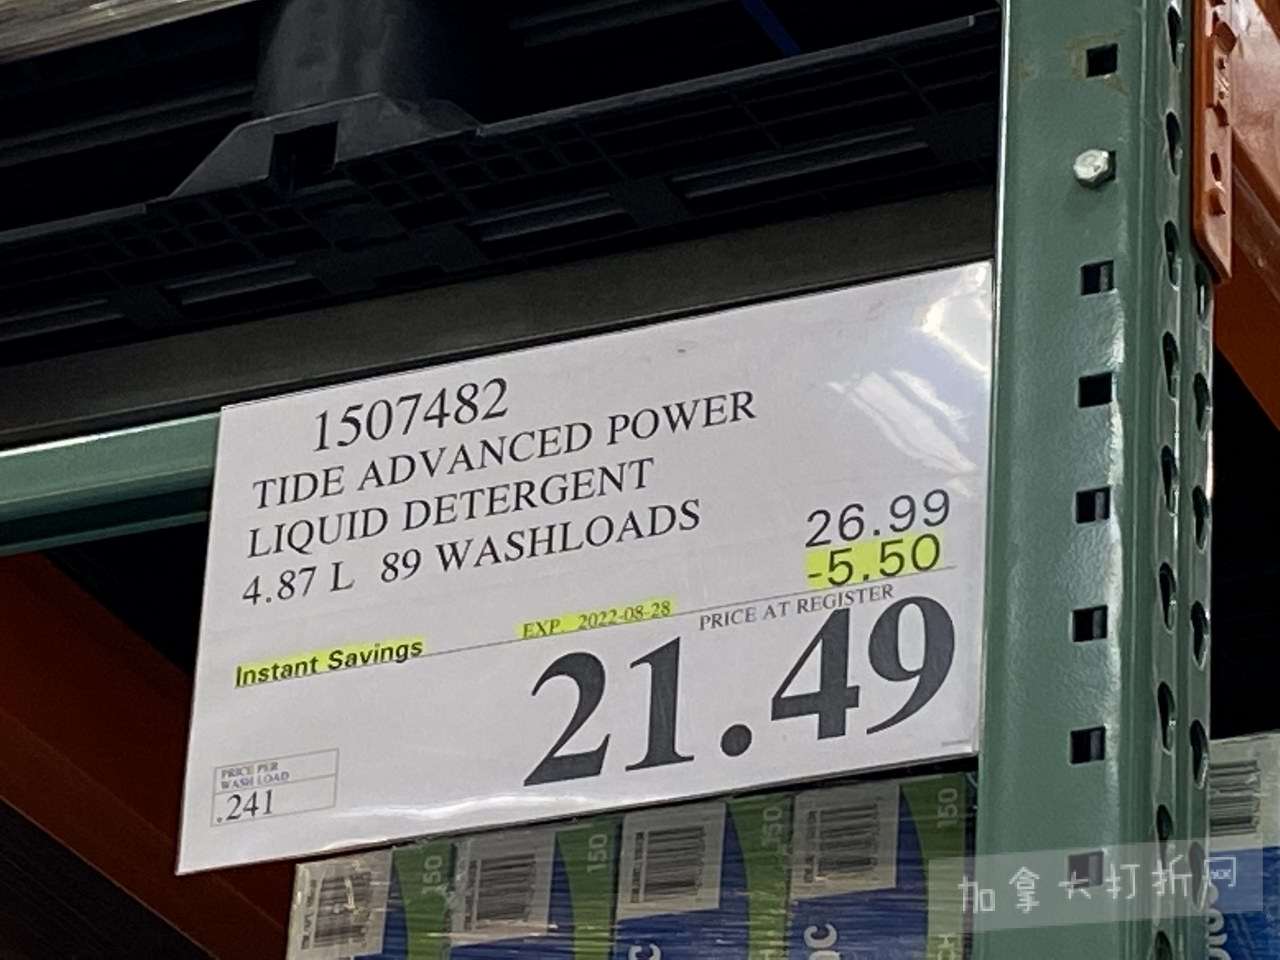 1507482
TIDE ADVANCED POWER
LIQUID DETERGENT
4.87 L 89 WASHLOADS
26.99
-5.50
Instant Savings
EXP. 2022-08-28
PRICE AT REGISTER
21.49
PRICE PER
WASH LOAD
.241
150
150
150
150
加拿大打折网